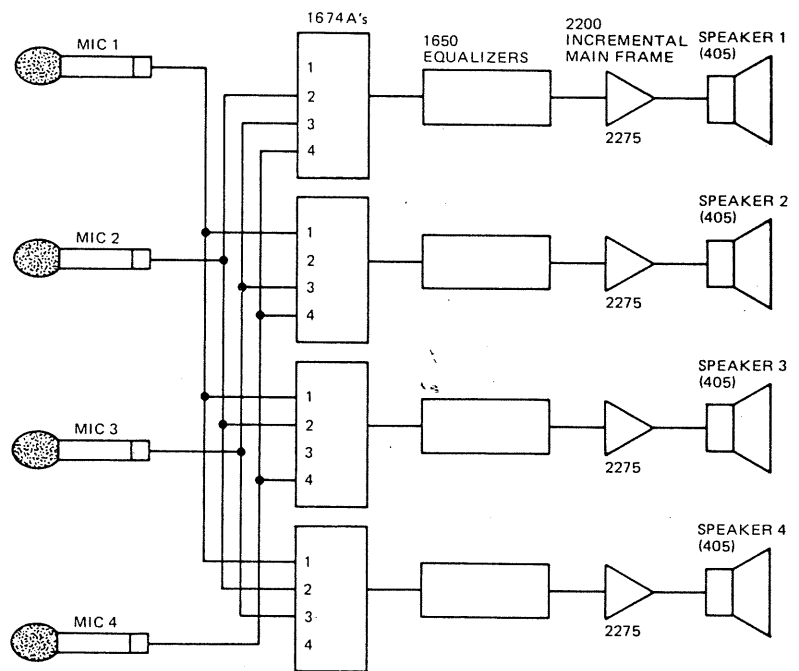 MIC 1
1674A's
1
2
3
4
1650
EQUALIZERS
2200
INCREMENTAL
MAIN FRAME
2275
SPEAKER 1
(405)
MIC 2
1
2
3
4
2275
SPEAKER 2
(405)
MIC 3
1
2
3
4
2275
SPEAKER 3
(405)
MIC 4
1
2
3
4
2275
SPEAKER 4
(405)